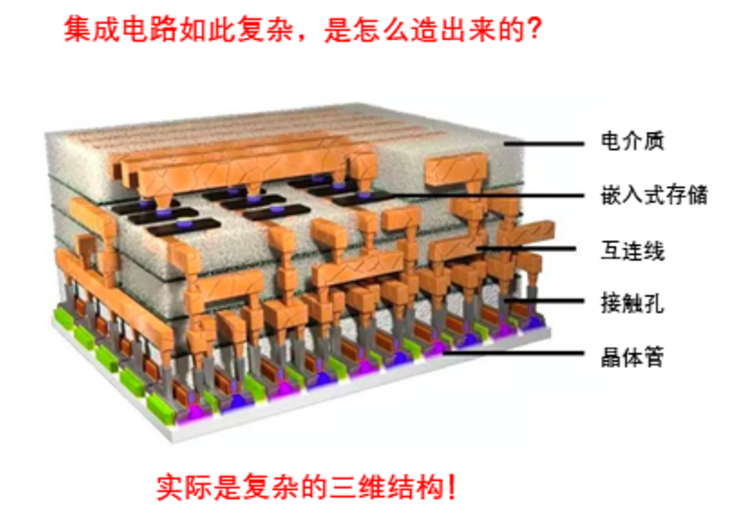 集成电路如此复杂，是怎么造出来的？
电介质
嵌入式存储
互连线
接触孔
晶体管
实际是复杂的三维结构！